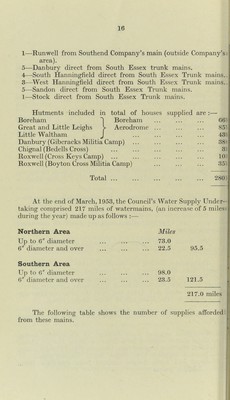 16
1—Runwell from Southend Company's main (outside Company's
area).
5—Danbury direct from South Essex trunk mains.
4—South Hanningfield direct from South Essex trunk mains.
3—West Hanningfield direct from South Essex Trunk mains.
5—Sandon direct from South Essex Trunk mains.
1—Stock direct from South Essex Trunk mains.
Hutments included in total of houses supplied are :—
Boreham } Boreham ... ... ...
Great and Little Leighs } Aerodrome ... ... ...
Little Waltham }
Danbury (Gibcracks Militia Camp) ... ... ...
Chignal (Bedells Cross) ... ... ...
Roxwell (Cross Keys Camp) ... ... ... ...
Roxwell (Boyton Cross Militia Camp) ... ... ...
Total ... ... ... ...
At the end of March, 1953, the Council's Water Supply Under-
taking comprised 217 miles of watermains, (an increase of 5 miles
during the year) made up as follows :—
Northern Area Miles
Up to 6" diameter ... ... ... 73.0
6" diameter and over ... ... ... 22.5 95.5
Southern Area
Up to 6" diameter ... ... ... 98.0
6" diameter and over ... ... ... 23.5 121.5
217.0 miles
The following table shows the number of supplies afforded
from these mains.